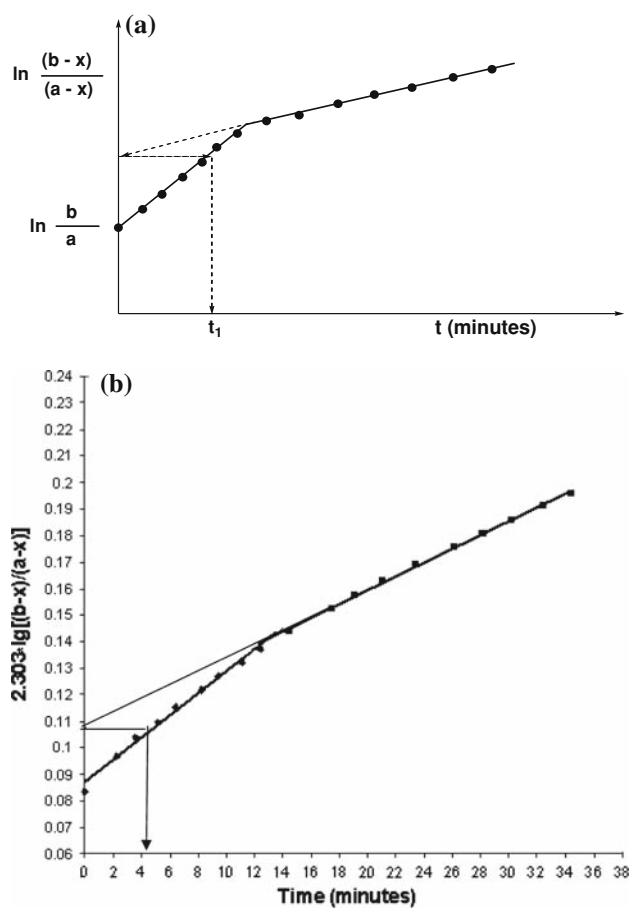 (a)
ln (b - x)
(a - x)
ln b
a
t1
t (minutes)
(b)
0.24
0.23
0.22
0.21
0.2
0.19
0.18
0.17
0.16
0.15
0.14
0.13
0.12
0.11
0.1
0.09
0.08
0.07
0.06
2.303·lg[(b-x)/(a-x)]
0 2 4 6 8 10 12 14 16 18 20 22 24 26 28 30 32 34 36 38
Time (minutes)